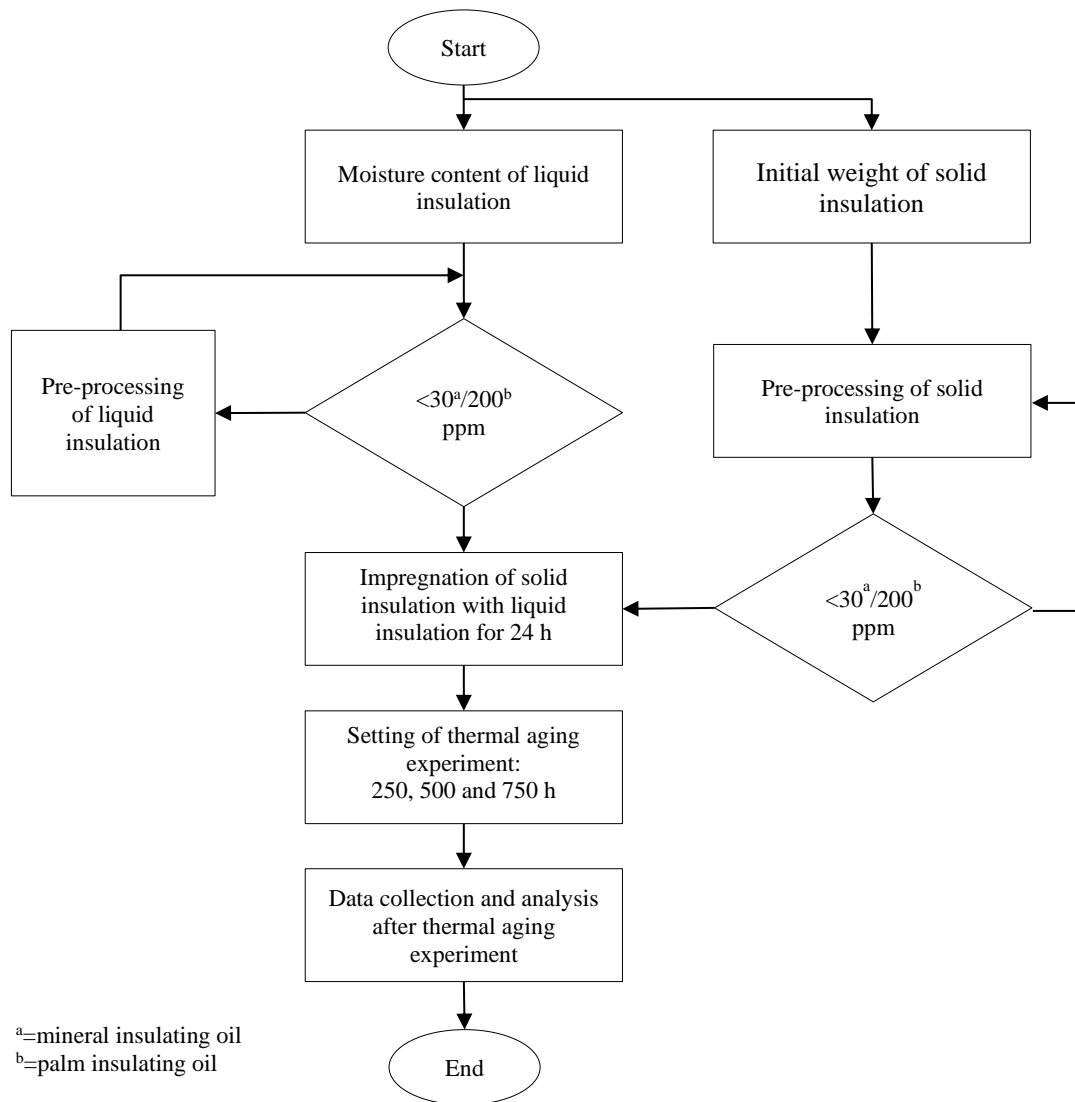 Start
Moisture content of liquid
insulation
Initial weight of solid
insulation
Pre-processing
of liquid
insulation
<30ᵃ/200ᵇ
ppm
Pre-processing of solid
insulation
Impregnation of solid
insulation with liquid
insulation for 24 h
<30ᵃ/200ᵇ
ppm
Setting of thermal aging
experiment:
250, 500 and 750 h
Data collection and analysis
after thermal aging
experiment
ᵃ=mineral insulating oil
ᵇ=palm insulating oil
End